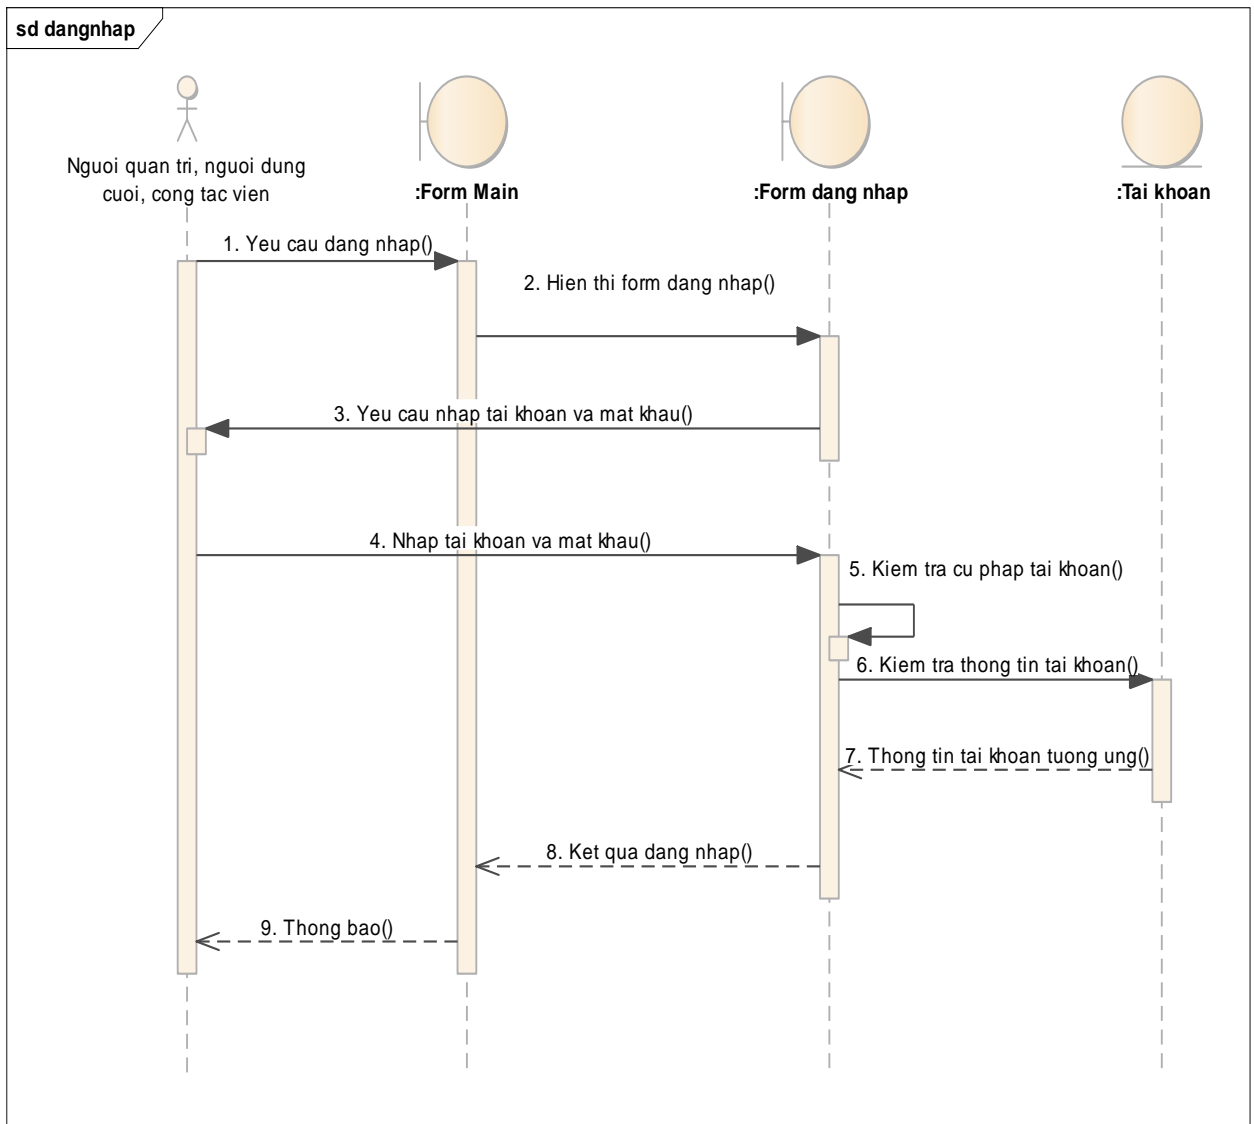 sd dangnhap
Nguoi quan tri, nguoi dung
cuoi, cong tac vien
:Form Main
:Form dang nhap
:Tai khoan
1. Yeu cau dang nhap()
2. Hien thi form dang nhap()
3. Yeu cau nhap tai khoan va mat khau()
4. Nhap tai khoan va mat khau()
5. Kiem tra cu phap tai khoan()
6. Kiem tra thong tin tai khoan()
7. Thong tin tai khoan tuong ung()
8. Ket qua dang nhap()
9. Thong bao()